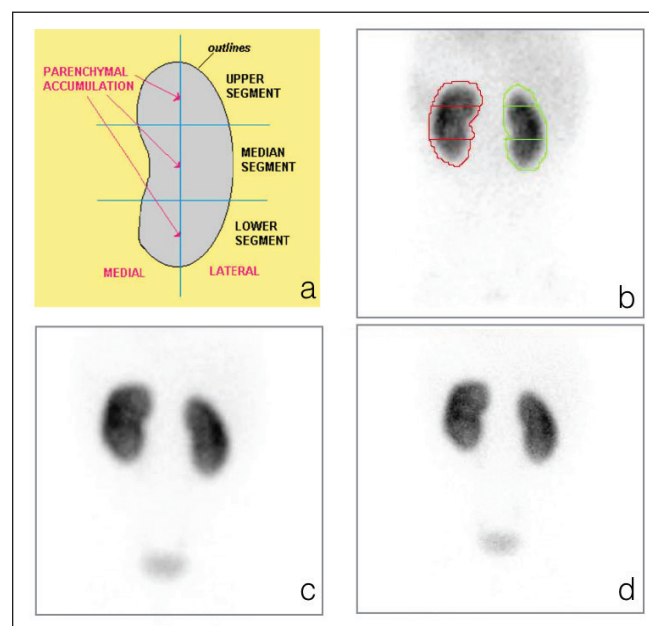 outlines
PARENCHYMAL
ACCUMULATION
UPPER
SEGMENT
MEDIAN
SEGMENT
LOWER
SEGMENT
MEDIAL
LATERAL
a
b
c
d